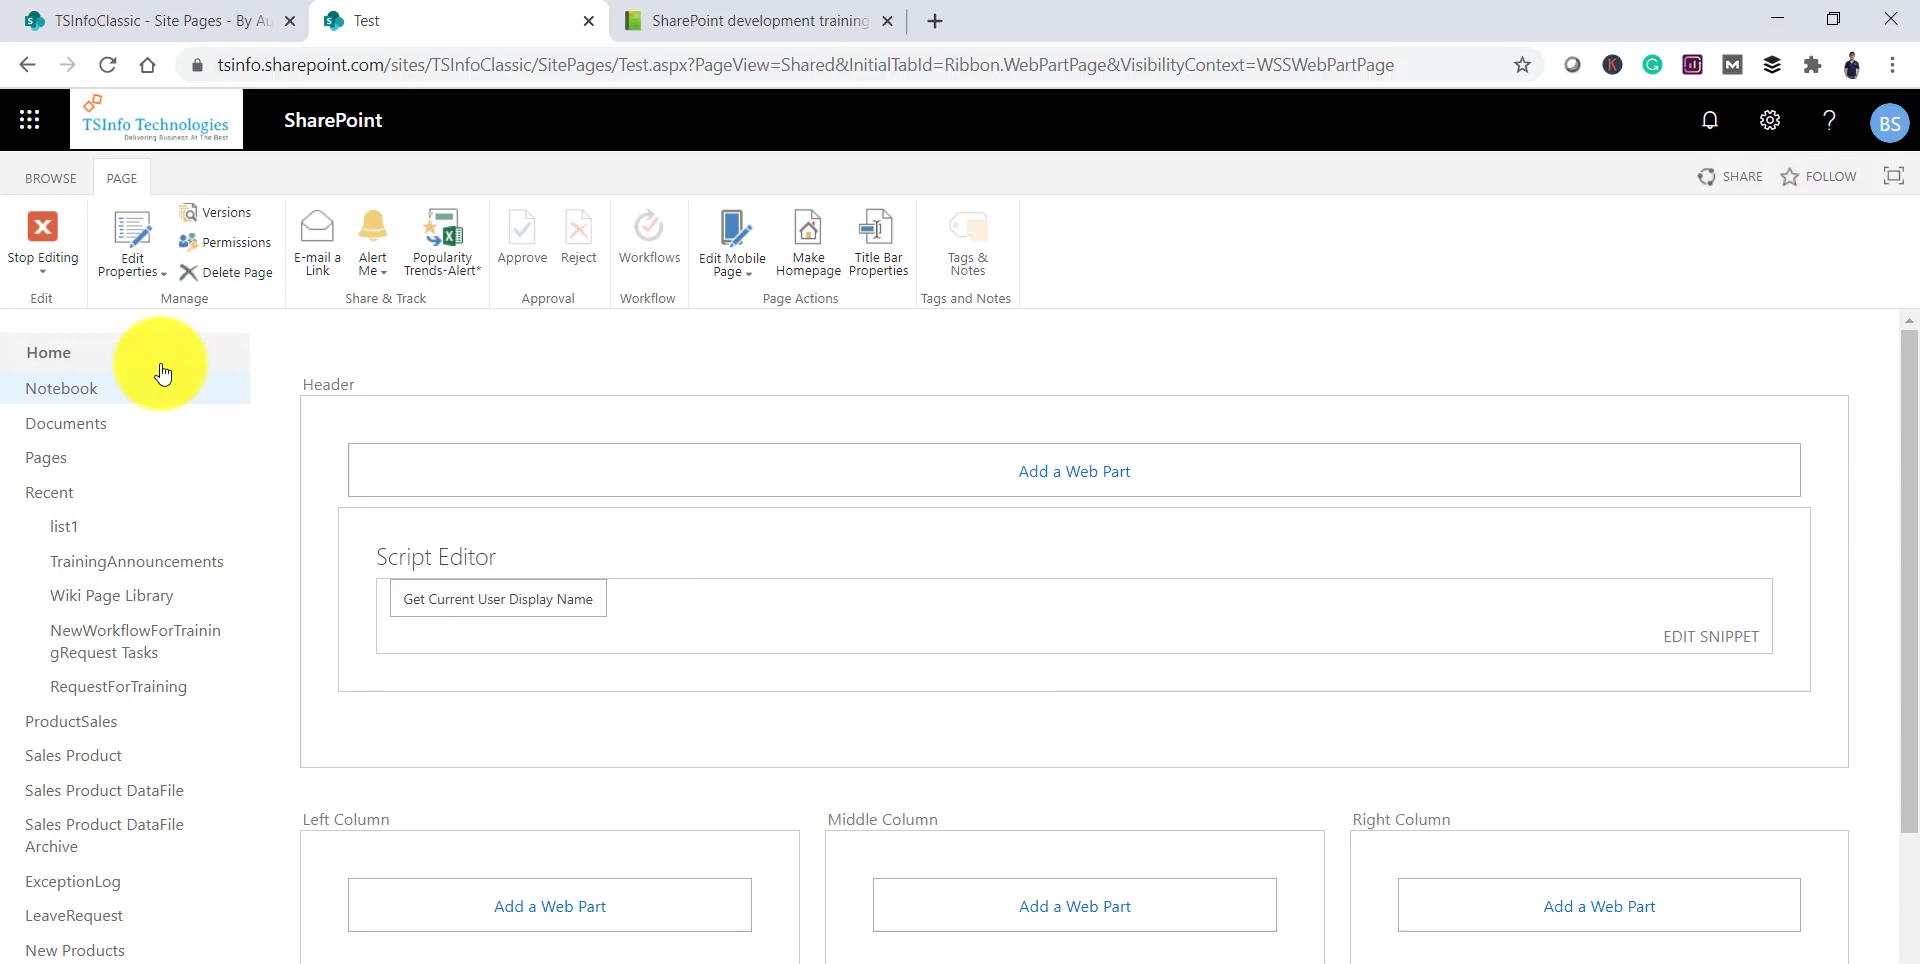 TSInfoClassic - Site Pages - By Au
Test
SharePoint development training
tsinfo.sharepoint.com/sites/TSInfoClassic/SitePages/Test.aspx?PageView=Shared&InitialTabId=Ribbon.WebPartPage&VisibilityContext=WSSWebPartPage
TSInfo Technologies
Delivering Business At The Best
SharePoint
BS
BROWSE
PAGE
SHARE
FOLLOW
Stop Editing
Edit
Edit
Properties
Versions
Permissions
Delete Page
Manage
E-mail a
Link
Alert
Me
Popularity
Trends-Alert*
Share & Track
Approve
Reject
Approval
Workflows
Workflow
Edit Mobile
Page
Make
Homepage
Title Bar
Properties
Page Actions
Tags &
Notes
Tags and Notes
Home
Notebook
Documents
Pages
Recent
list1
TrainingAnnouncements
Wiki Page Library
NewWorkflowForTrainin
gRequest Tasks
RequestForTraining
ProductSales
Sales Product
Sales Product DataFile
Sales Product DataFile
Archive
ExceptionLog
LeaveRequest
New Products
Header
Add a Web Part
Script Editor
Get Current User Display Name
EDIT SNIPPET
Left Column
Add a Web Part
Middle Column
Add a Web Part
Right Column
Add a Web Part